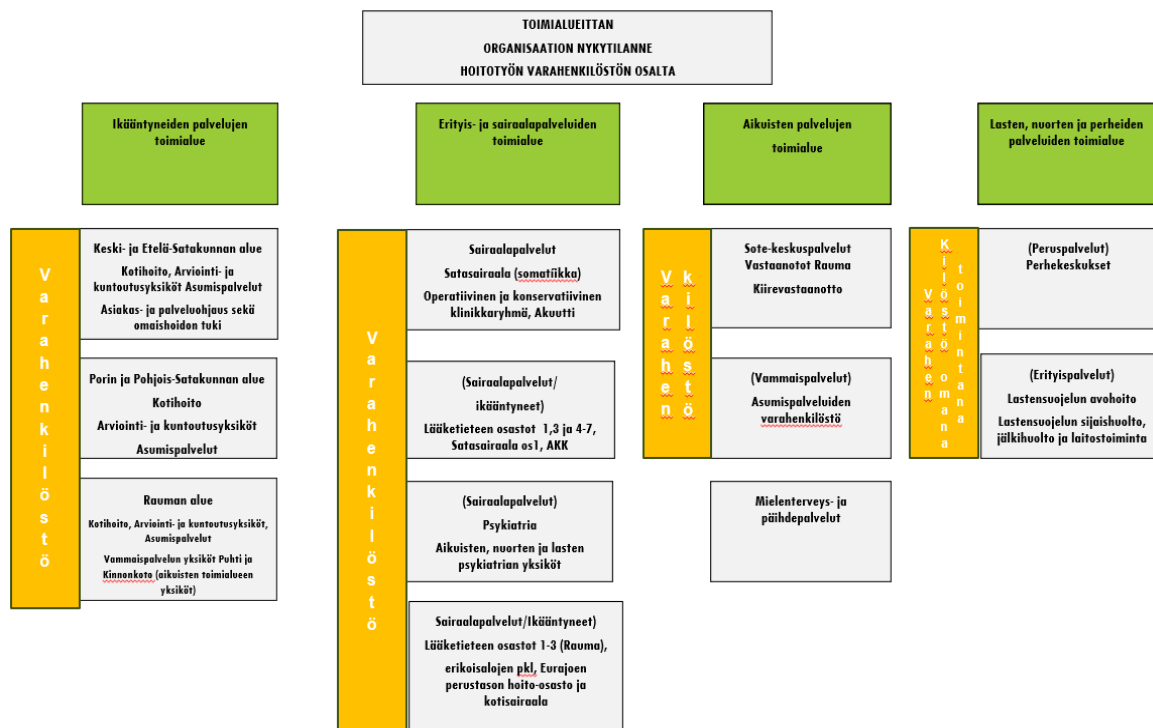 TOIMIALUEITTAN
ORGANISAATION NYKYTILANNE
HOITOTYÖN VARAHENKILÖSTÖN OSALTA
Ikääntyneiden palvelujen
toimialue
Varahenkilöstö
Keski- ja Etelä-Satakunnan alue
Kotihoito, Arviointi- ja
kuntoutusyksiköt Asumispalvelut
Asiakas- ja palveluohjaus sekä
omaishoidon tuki
Porin ja Pohjois-Satakunnan alue
Kotihoito
Arviointi- ja kuntoutusyksiköt
Asumispalvelut
Rauman alue
Kotihoito, Arviointi- ja kuntoutusyksiköt,
Asumispalvelut
Vammaispalvelun yksiköt Puhti ja
Kinnonkoto (aikuisten toimialueen
yksiköt)
Erityis- ja sairaalapalveluiden
toimialue
Varahenkilöstö
Sairaalapalvelut
Satasairaala (somatiikka)
Operatiivinen ja konservatiivinen
klinikkaryhmä, Akuutti
(Sairaalapalvelut/
ikääntyneet)
Lääketieteen osastot 1,3 ja 4-7,
Satasairaala os1, AKK
(Sairaalapalvelut)
Psykiatria
Aikuisten, nuorten ja lasten
psykiatrian yksiköt
Sairaalapalvelut/Ikääntyneet)
Lääketieteen osastot 1-3 (Rauma),
erikoisalojen pkl, Eurajoen
perustason hoito-osasto ja
kotisairaala
Aikuisten palvelujen
toimialue
Varahen
kilöstö
Sote-keskuspalvelut
Vastaanotot Rauma
Kiirevastaanotto
(Vammaispalvelut)
Asumispalveluiden
varahenkilöstö
Mielenterveys- ja
päihdepalvelut
Lasten, nuorten ja perheiden
palveluiden toimialue
Varahen
Kilöstö omana
toimintana
(Peruspalvelut)
Perhekeskukset
(Erityispalvelut)
Lastensuojelun avohoito
Lastensuojelun sijaishuolto,
jälkihuolto ja laitostoiminta